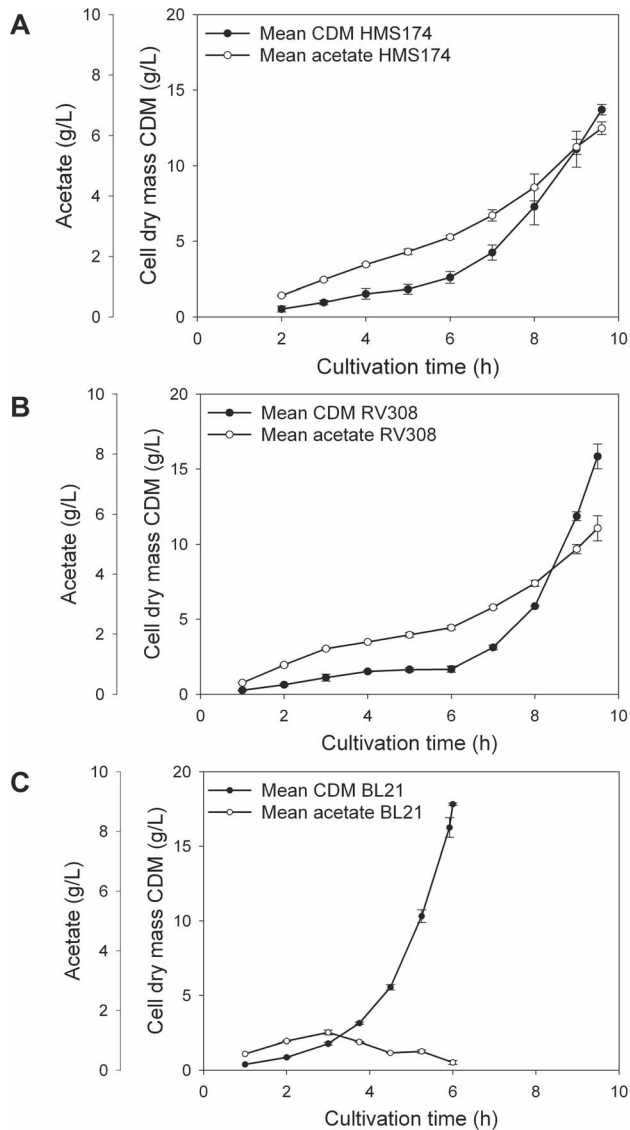 A
Mean CDM HMS174
Mean acetate HMS174
Acetate (g/L)
10
8
6
4
2
0
Cell dry mass CDM (g/L)
20
15
10
5
0
0 2 4 6 8 10
Cultivation time (h)
B
Mean CDM RV308
Mean acetate RV308
Acetate (g/L)
10
8
6
4
2
0
Cell dry mass CDM (g/L)
20
15
10
5
0
0 2 4 6 8 10
Cultivation time (h)
C
Mean CDM BL21
Mean acetate BL21
Acetate (g/L)
10
8
6
4
2
0
Cell dry mass CDM (g/L)
20
15
10
5
0
0 2 4 6 8 10
Cultivation time (h)